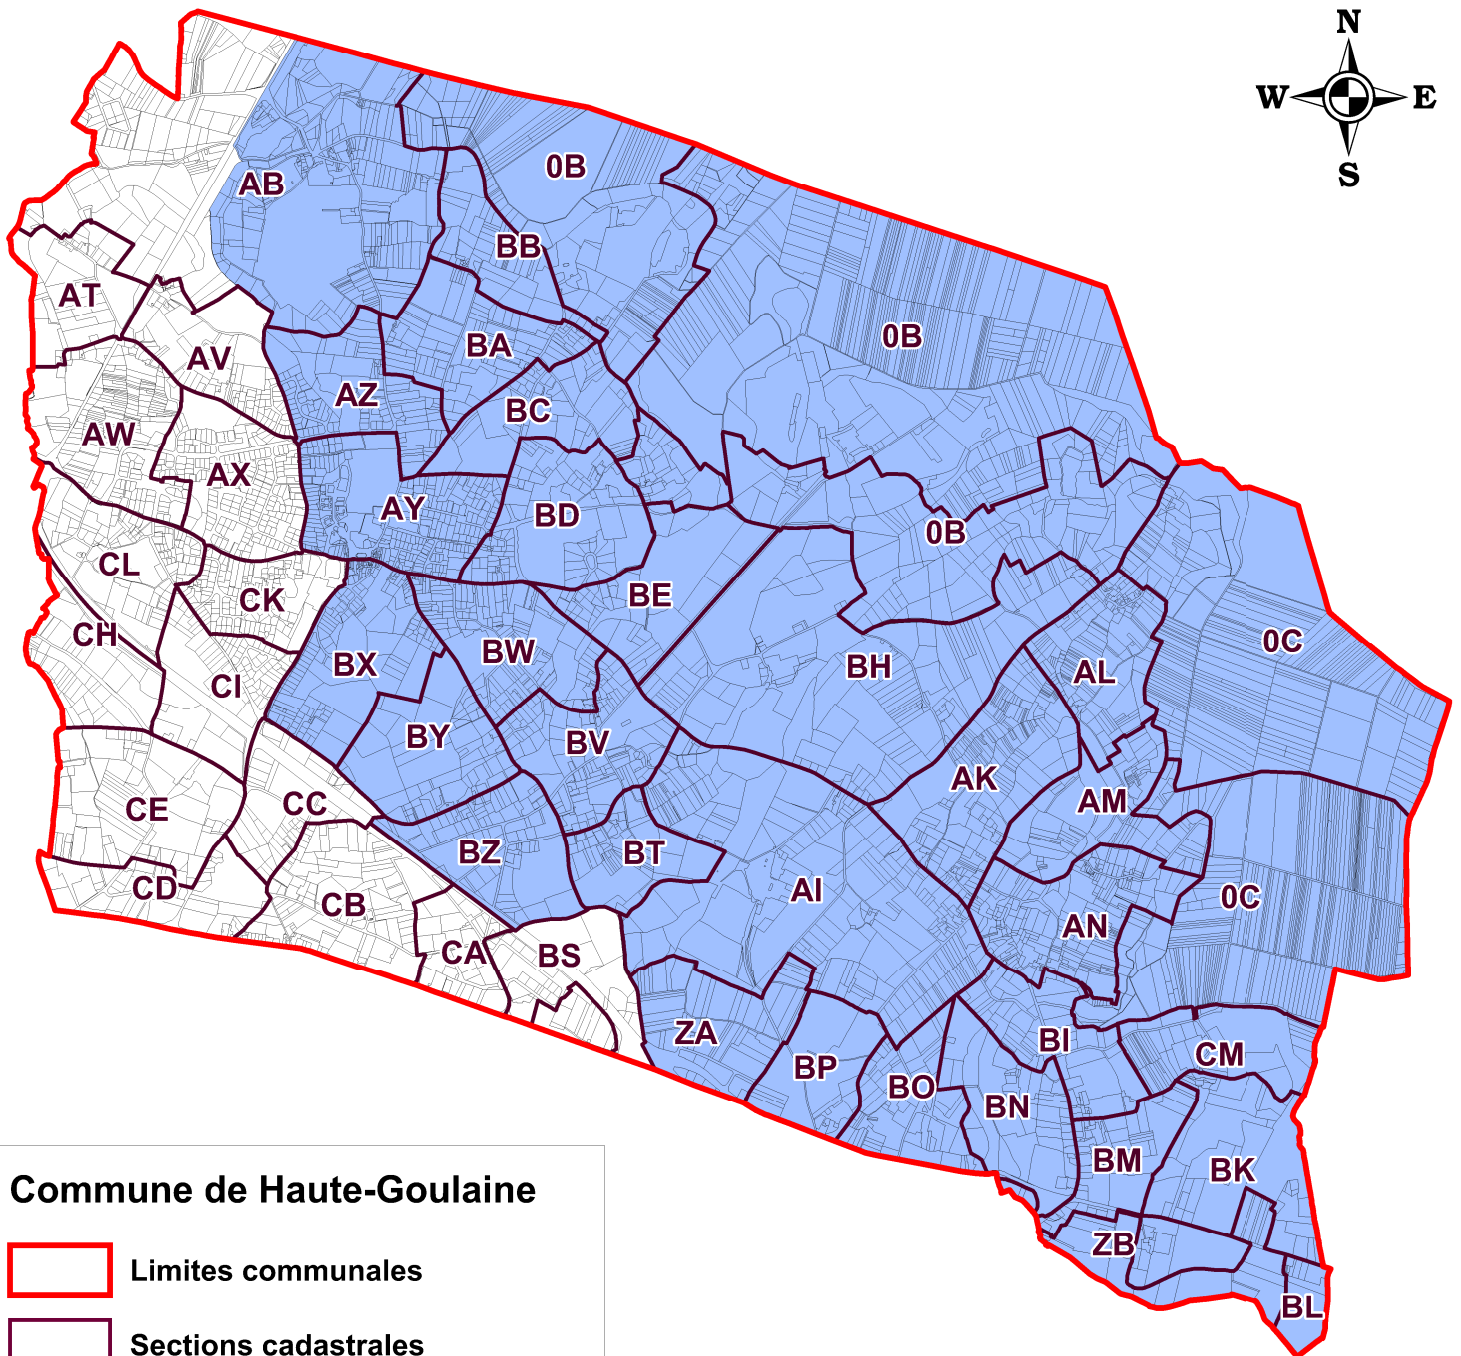 N
W E
S
0B
AB
BB
AT
0B
BA
AV
AZ
BC
AW
AX
AY
BD
0B
CL
BE
CK
CH
0C
BW
BX
BH
AL
CI
BY
BV
AK
CC
AM
CE
BZ
BT
CD
AI
0C
CB
AN
CA
BS
ZA
BI
CM
BP
BO
BN
BM
BK
ZB
BL
Commune de Haute-Goulaine
Limites communales
Sections cadastrales